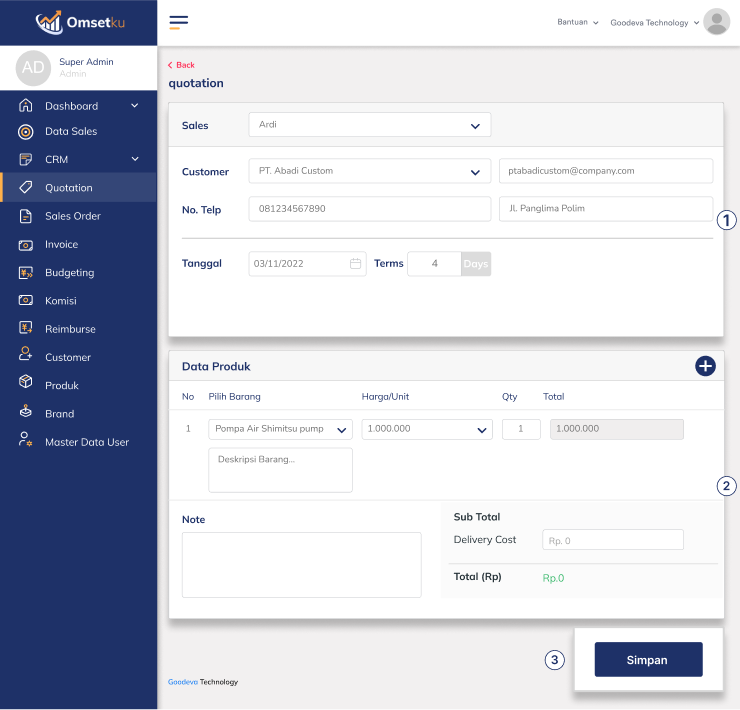 Omsetku
Bantuan
Goodeva Technology
AD
Super Admin
Admin
Dashboard
Data Sales
CRM
Quotation
Sales Order
Invoice
Budgeting
Komisi
Reimburse
Customer
Produk
Brand
Master Data User
Back
quotation
Sales
Ardi
Customer
PT. Abadi Custom
ptabadicustom@company.com
No. Telp
081234567890
Jl. Panglima Polim
1
Tanggal
03/11/2022
Terms
4
Days
Data Produk
No Pilih Barang Harga/Unit Qty Total
1 Pompa Air Shimitsu pump 1.000.000 1 1.000.000
Deskripsi Barang...
2
Note
Sub Total
Delivery Cost Rp. 0
Total (Rp) Rp.0
3
Simpan
Goodeva Technology